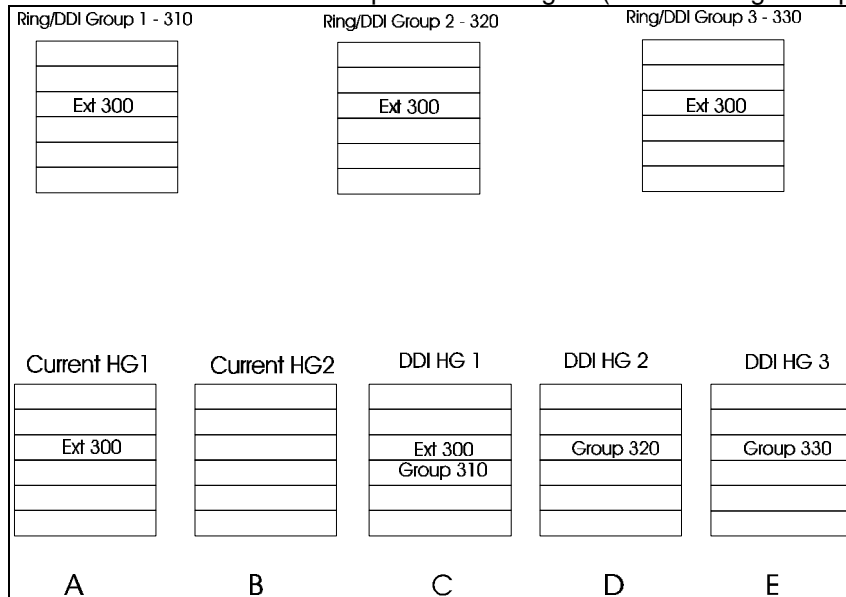 Ring/DDI Group 1 - 310
Ring/DDI Group 2 - 320
Ring/DDI Group 3 - 330
Ext 300
Ext 300
Ext 300
Current HG1
Current HG2
DDI HG 1
DDI HG 2
DDI HG 3
Ext 300
Ext 300
Group 320
Group 330
Group 310
A
B
C
D
E